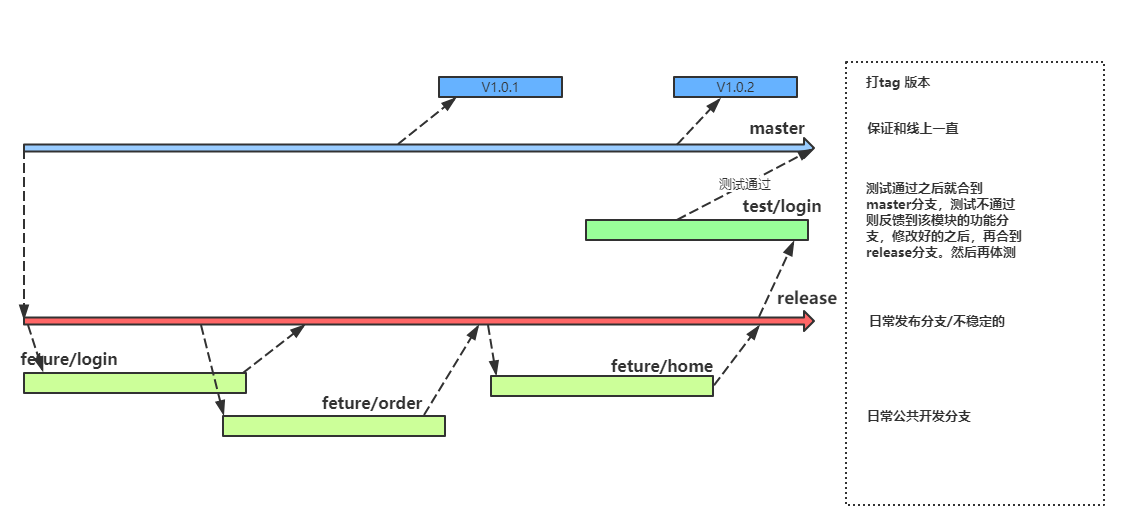 V1.0.1
V1.0.2
打tag 版本
master
保证和线上一直
测试通过
test/login
测试通过之后就合到
master分支，测试不通过
则反馈到该模块的功能分
支，修改好的之后，再合到
release分支。然后再体测
release
日常发布分支/不稳定的
feture/login
feture/home
feture/order
日常公共开发分支